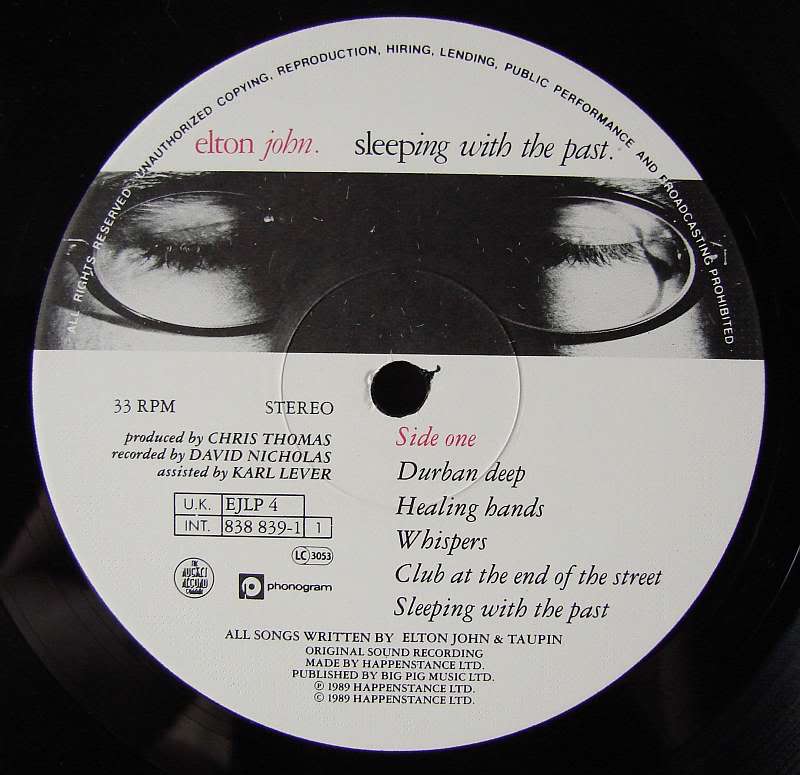 ALL RIGHTS RESERVED UNAUTHORIZED COPYING, REPRODUCTION, HIRING, LENDING, PUBLIC PERFORMANCE AND BROADCASTING PROHIBITED
elton john. sleeping with the past.
33 RPM STEREO
produced by CHRIS THOMAS
recorded by DAVID NICHOLAS
assisted by KARL LEVER
U.K. EJLP 4
INT. 838 839-1 1
LC 3053
THE ROCKET RECORD COMPANY
phonogram
Side one
Durban deep
Healing hands
Whispers
Club at the end of the street
Sleeping with the past
ALL SONGS WRITTEN BY ELTON JOHN & TAUPIN
ORIGINAL SOUND RECORDING
MADE BY HAPPENSTANCE LTD.
PUBLISHED BY BIG PIG MUSIC LTD.
℗ 1989 HAPPENSTANCE LTD.
© 1989 HAPPENSTANCE LTD.